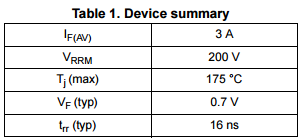 Table 1. Device summary
IF(AV) 3 A
VRRM 200 V
Tj (max) 175 °C
VF (typ) 0.7 V
trr (typ) 16 ns